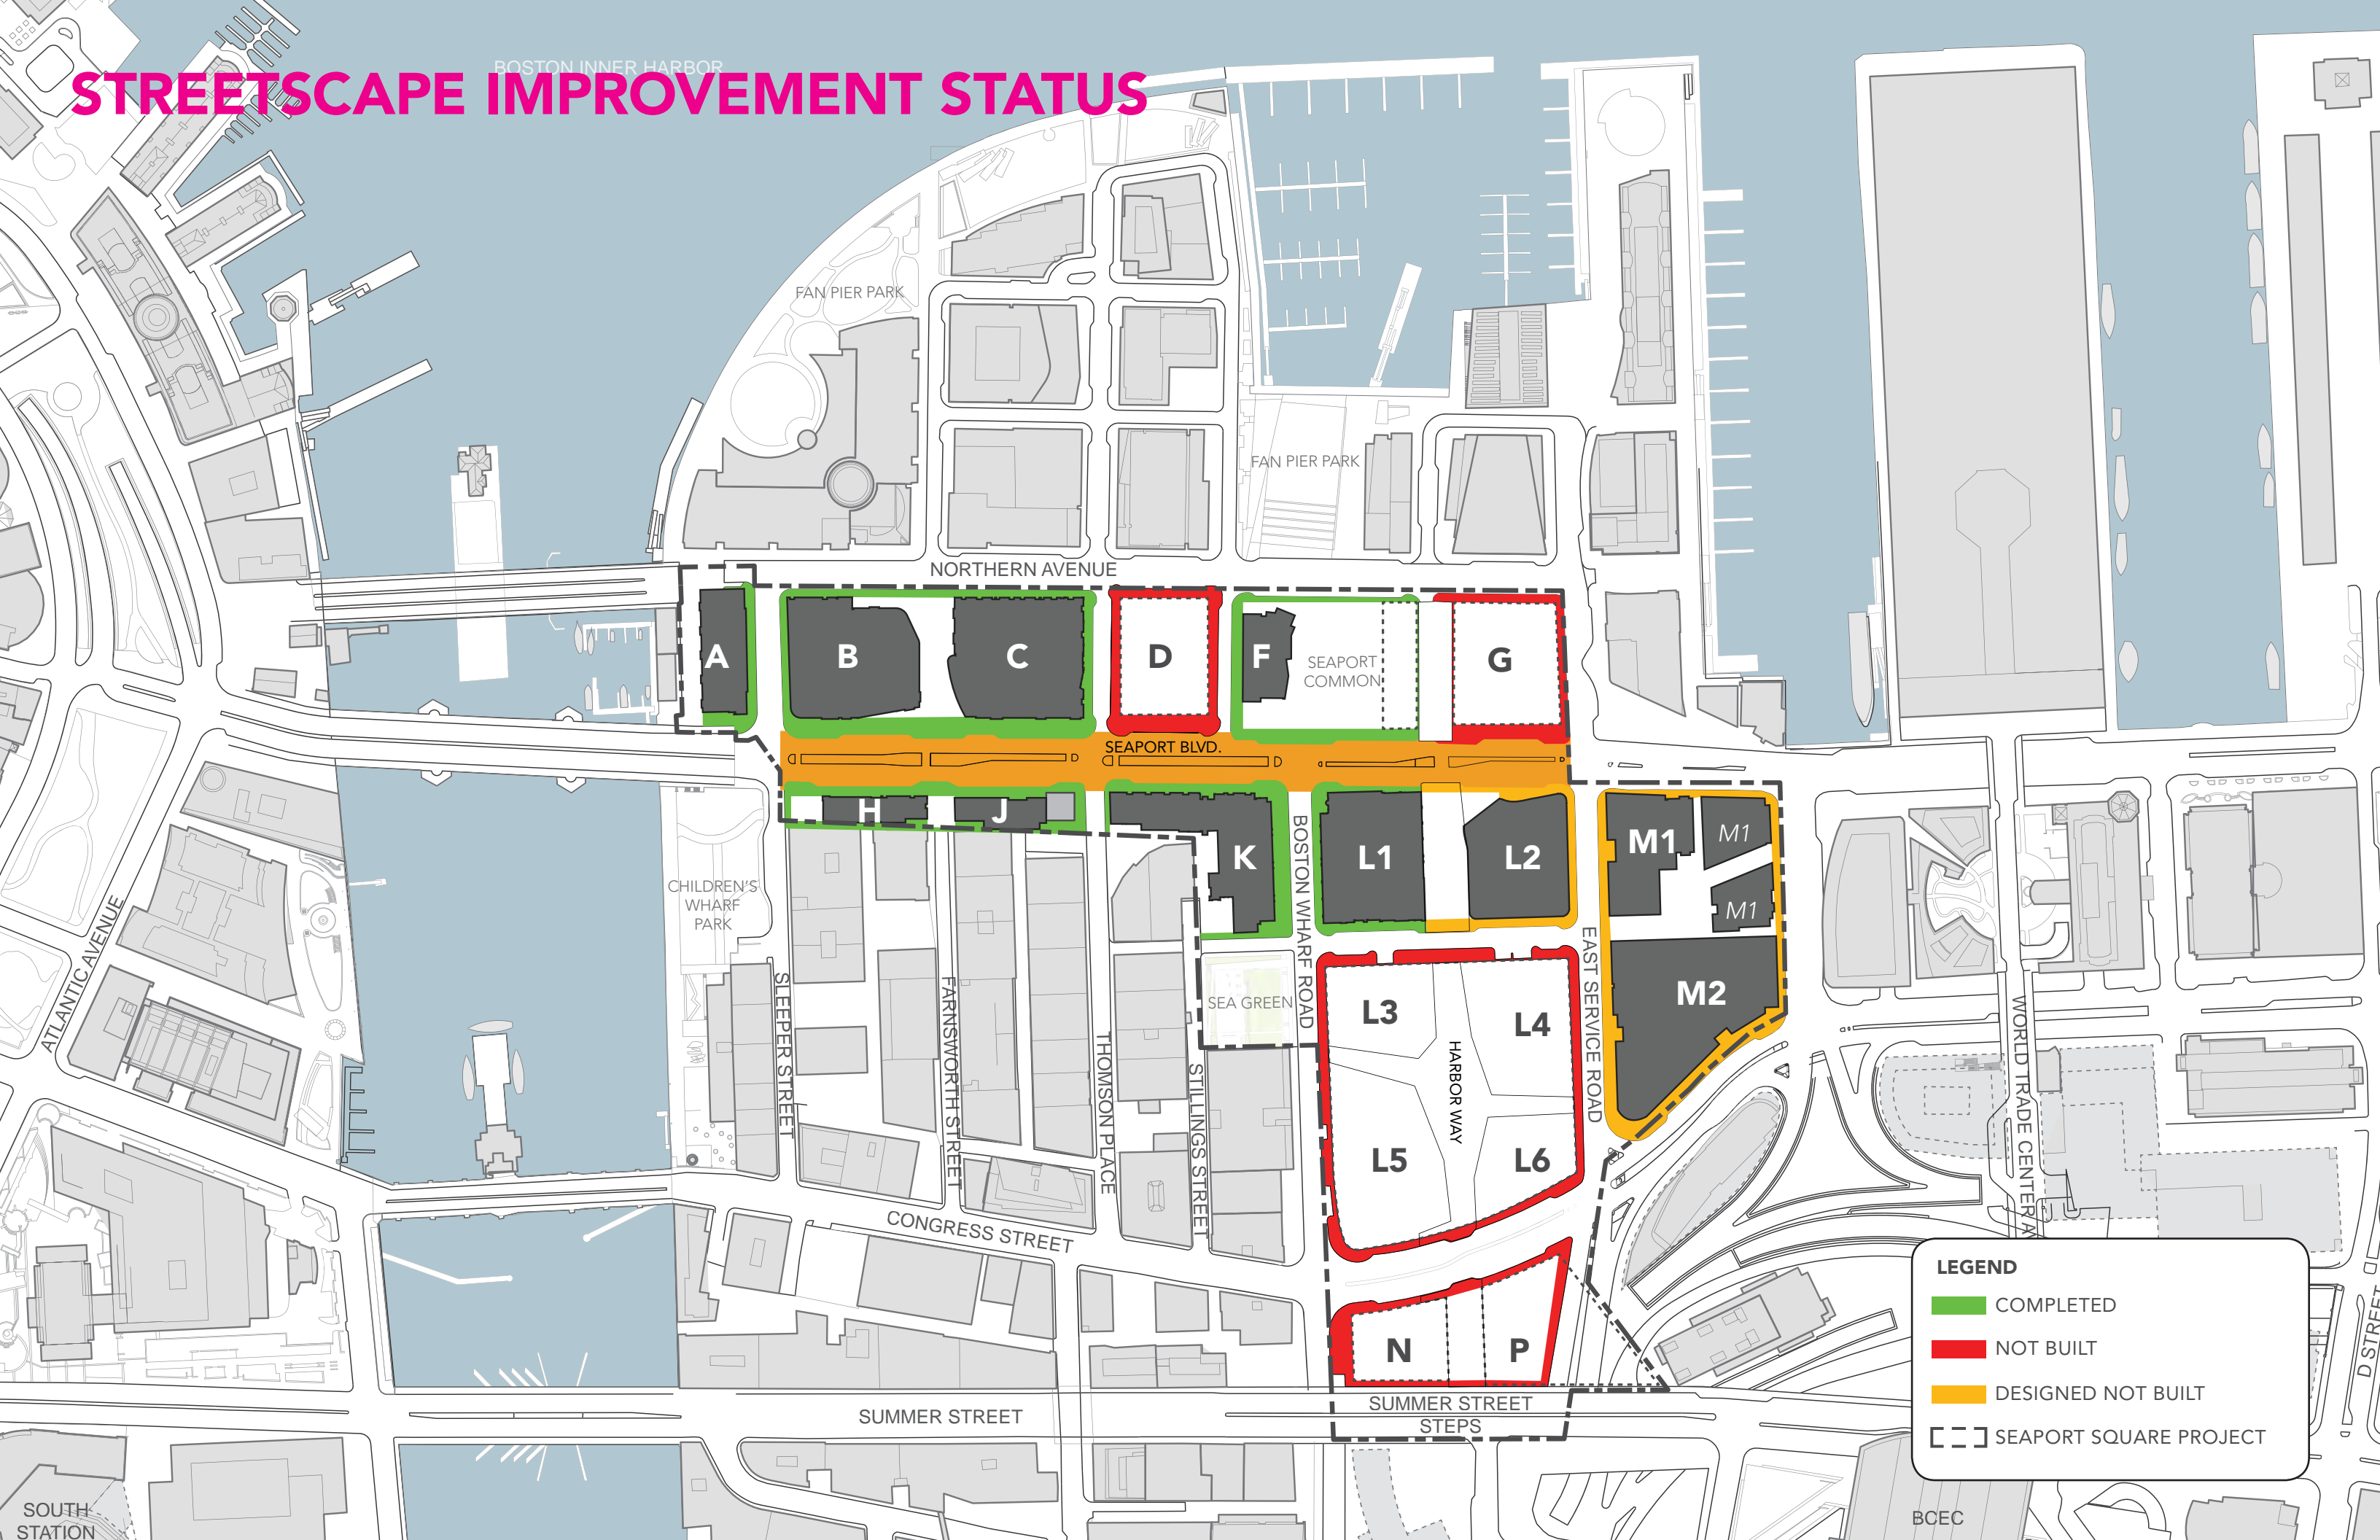 BOSTON INNER HARBOR
STREETSCAPE IMPROVEMENT STATUS
FAN PIER PARK
FAN PIER PARK
NORTHERN AVENUE
A
B
C
D
F
SEAPORT
COMMON
G
SEAPORT BLVD.
H
J
K
L1
L2
M1
M1
M1
M2
CHILDREN'S
WHARF
PARK
SEA GREEN
BOSTON WHARF ROAD
EAST SERVICE ROAD
ATLANTIC AVENUE
SLEEPER STREET
FARNSWORTH STREET
THOMSON PLACE
STILLINGS STREET
HARBOR WAY
WORLD TRADE CENTER A
L3
L4
L5
L6
CONGRESS STREET
N
P
SUMMER STREET
SUMMER STREET
STEPS
SOUTH
STATION
BCEC
D STREET
LEGEND
COMPLETED
NOT BUILT
DESIGNED NOT BUILT
SEAPORT SQUARE PROJECT